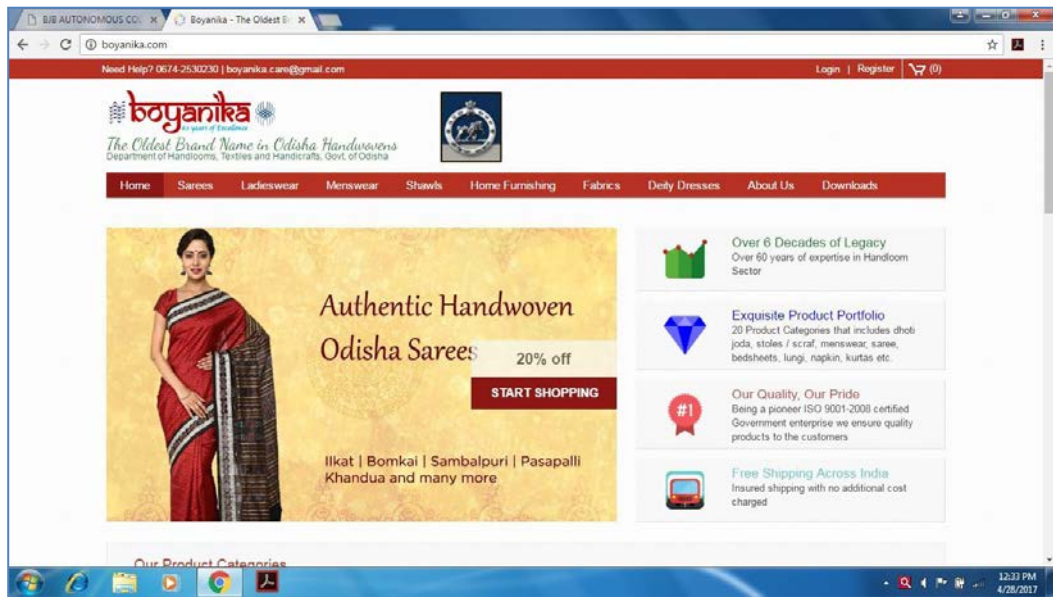 BJB AUTONOMOUS COL
Boyanika - The Oldest Br
boyanika.com
Need Help? 0674-2530230 | boyanika.care@gmail.com
Login | Register (0)
boyanika
60 years of Excellence
The Oldest Brand Name in Odisha Handwovens
Department of Handlooms, Textiles and Handicrafts, Govt. of Odisha
Home Sarees Ladieswear Menswear Shawls Home Furnishing Fabrics Deity Dresses About Us Downloads
Authentic Handwoven
Odisha Sarees
20% off
START SHOPPING
Ilkat | Bomkai | Sambalpuri | Pasapalli
Khandua and many more
Over 6 Decades of Legacy
Over 60 years of expertise in Handloom
Sector
Exquisite Product Portfolio
20 Product Categories that includes dhoti
joda, stoles / scraf, menswear, saree,
bedsheets, lungi, napkin, kurtas etc.
#1
Our Quality, Our Pride
Being a pioneer ISO 9001-2008 certified
Government enterprise we ensure quality
products to the customers
Free Shipping Across India
Insured shipping with no additional cost
charged
Our Product Categories
12:33 PM
4/28/2017